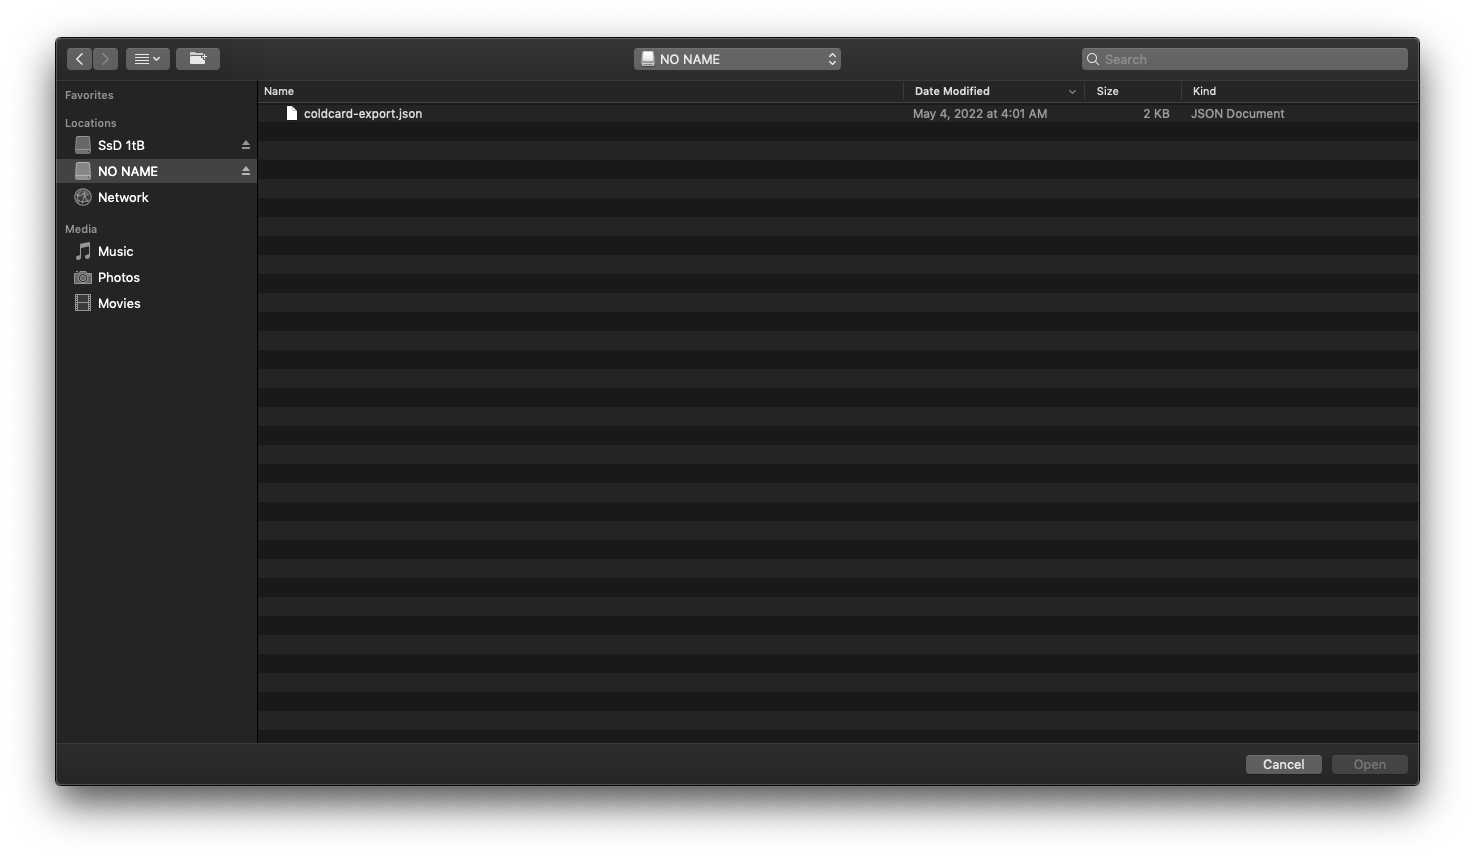 NO NAME
Search
Favorites
Locations
SsD 1tB
NO NAME
Network
Media
Music
Photos
Movies
Name Date Modified Size Kind
coldcard-export.json May 4, 2022 at 4:01 AM 2 KB JSON Document
Cancel Open